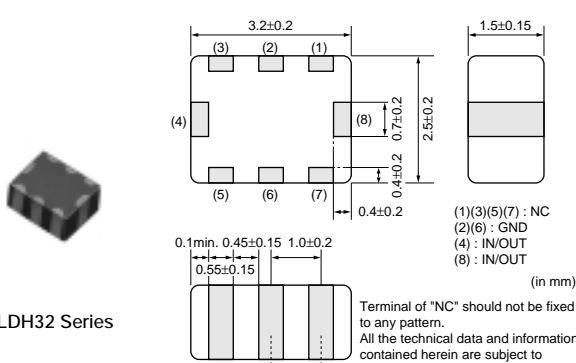 3.2±0.2
1.5±0.15
(3) (2) (1)
(4)
(8)
0.7±0.2
2.5±0.2
0.4±0.2
(5) (6) (7)
0.4±0.2
(1)(3)(5)(7) : NC
(2)(6) : GND
(4) : IN/OUT
(8) : IN/OUT
(in mm)
0.1min. 0.45±0.15 1.0±0.2
0.55±0.15
LDH32 Series
Terminal of "NC" should not be fixed
to any pattern.
All the technical data and information
contained herein are subject to